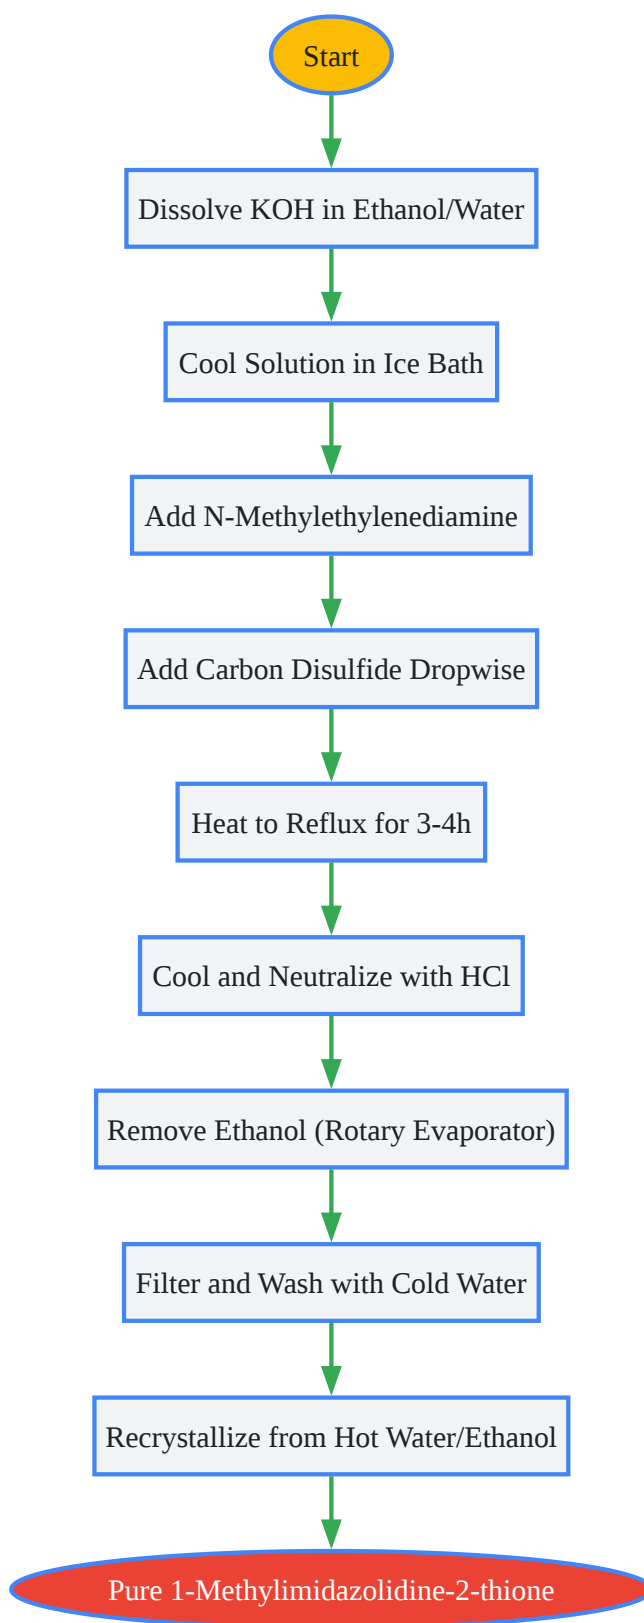 Start
Dissolve KOH in Ethanol/Water
Cool Solution in Ice Bath
Add N-Methylethylenediamine
Add Carbon Disulfide Dropwise
Heat to Reflux for 3-4h
Cool and Neutralize with HCl
Remove Ethanol (Rotary Evaporator)
Filter and Wash with Cold Water
Recrystallize from Hot Water/Ethanol
Pure 1-Methylimidazolidine-2-thione